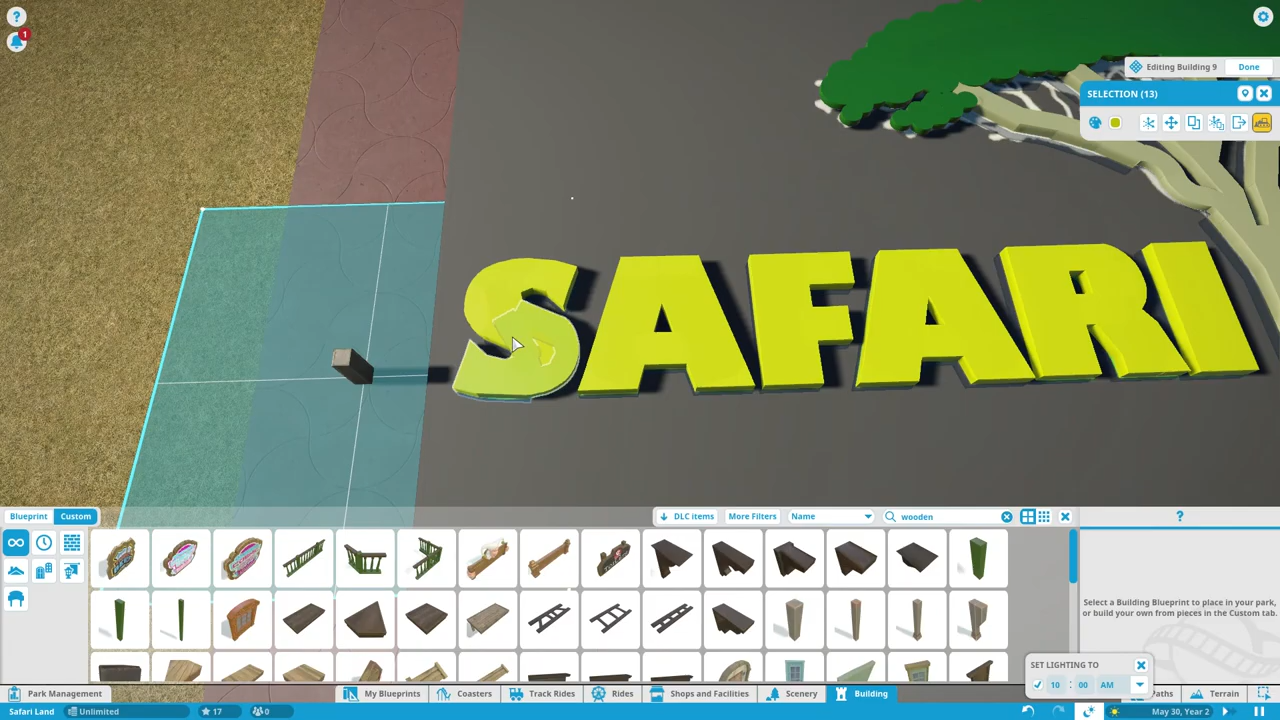 1
Editing Building 9 Done
SELECTION (13)
SAFARI
Blueprint Custom DLC items More Filters Name wooden
Select a Building Blueprint to place in your park,
or build your own from pieces in the Custom tab.
SET LIGHTING TO
10 : 00 AM
Park Management My Blueprints Coasters Track Rides Rides Shops and Facilities Scenery Building Paths Terrain
Safari Land Unlimited 17 0 May 30, Year 2